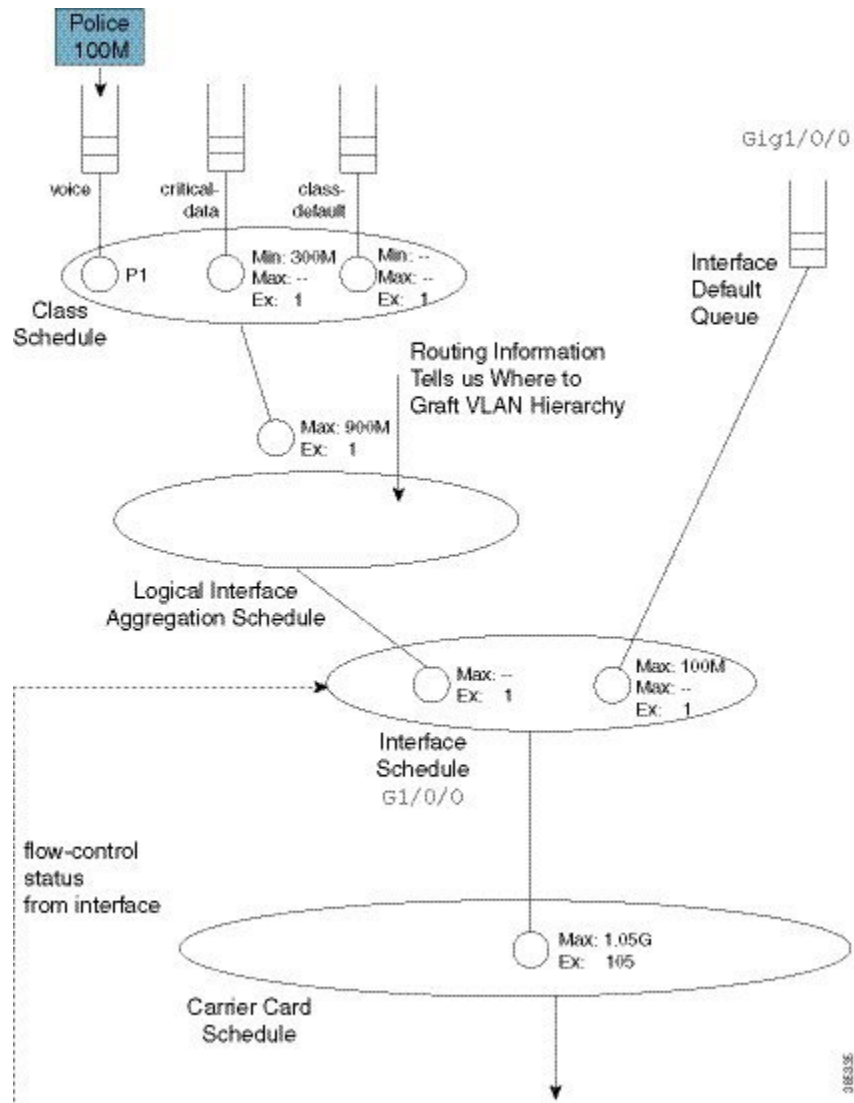 Police
100M
Gig1/0/0
voice
critical-
data
class-
default
P1
Min: 300M
Max: --
Ex: 1
Min: --
Max: --
Ex: 1
Class
Schedule
Interface
Default
Queue
Routing Information
Tells us Where to
Graft VLAN Hierarchy
Max: 900M
Ex: 1
Logical Interface
Aggregation Schedule
Max: --
Ex: 1
Max: 100M
Max: --
Ex: 1
Interface
Schedule
G1/0/0
flow-control
status
from interface
Max: 1.05G
Ex: 105
Carrier Card
Schedule